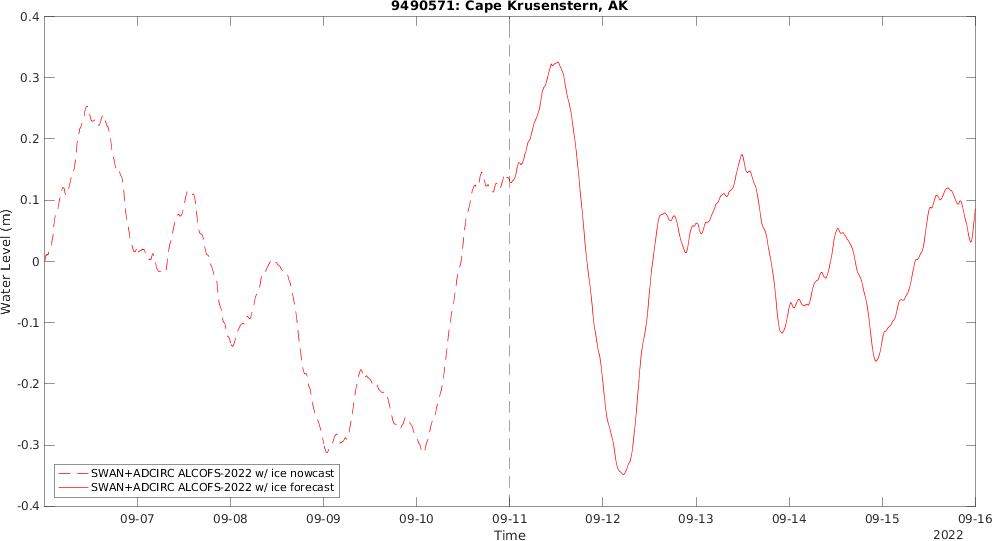 9490571: Cape Krusenstern, AK
0.4
0.3
0.2
0.1
0
-0.1
-0.2
-0.3
-0.4
Water Level (m)
SWAN+ADCIRC ALCOFS-2022 w/ ice nowcast
SWAN+ADCIRC ALCOFS-2022 w/ ice forecast
09-07 09-08 09-09 09-10 09-11 09-12 09-13 09-14 09-15 09-16
Time
2022